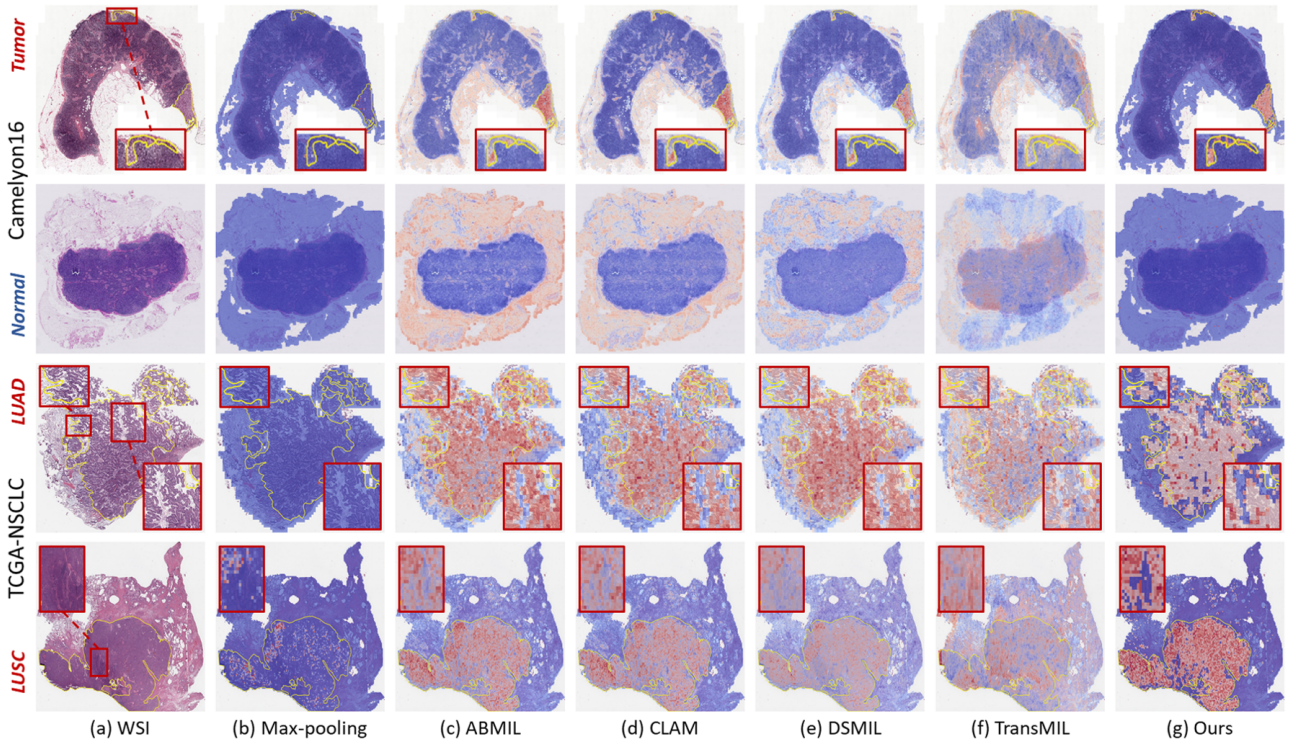 Camelyon16
Tumor
Normal
TCGA-NSCLC
LUAD
LUSC
(a) WSI
(b) Max-pooling
(c) ABMIL
(d) CLAM
(e) DSMIL
(f) TransMIL
(g) Ours